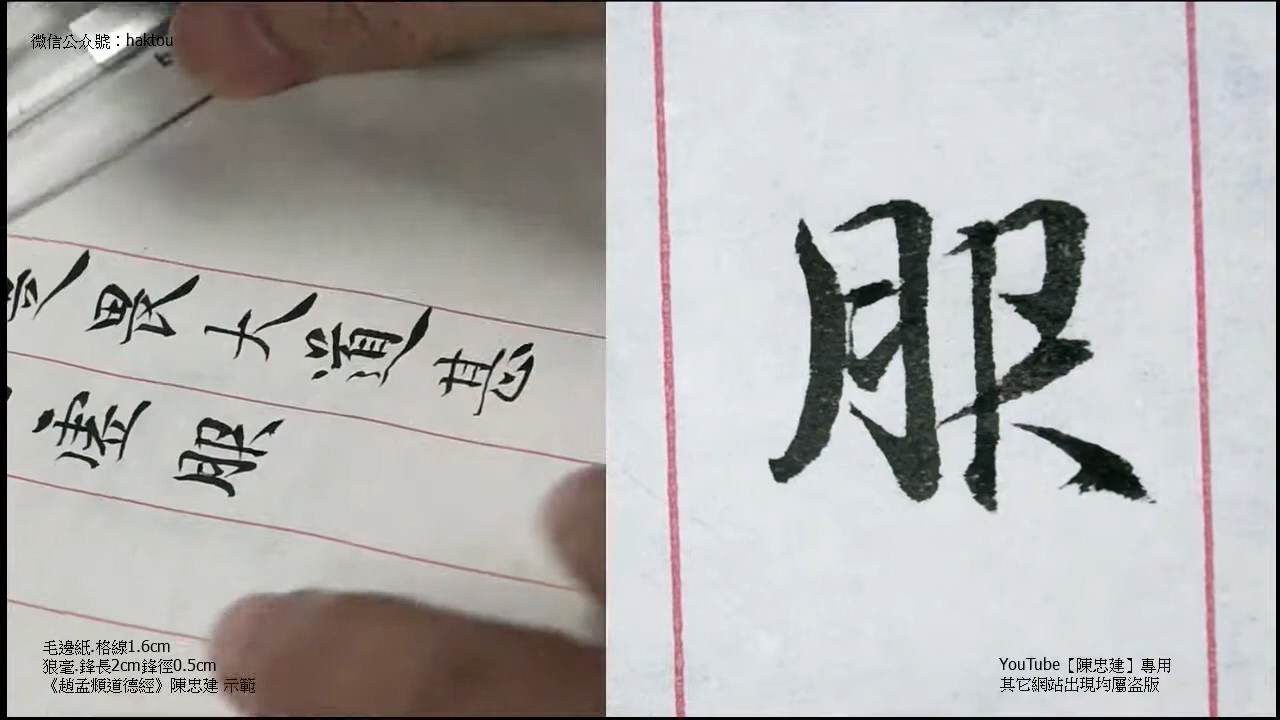 微信公众號：haktou
畏大道甚
虛服
服
毛邊紙.格線1.6cm
狼毫.鋒長2cm鋒徑0.5cm
《趙孟頫道德經》陳忠建 示範
YouTube［陳忠建］專用
其它網站出現均屬盜版